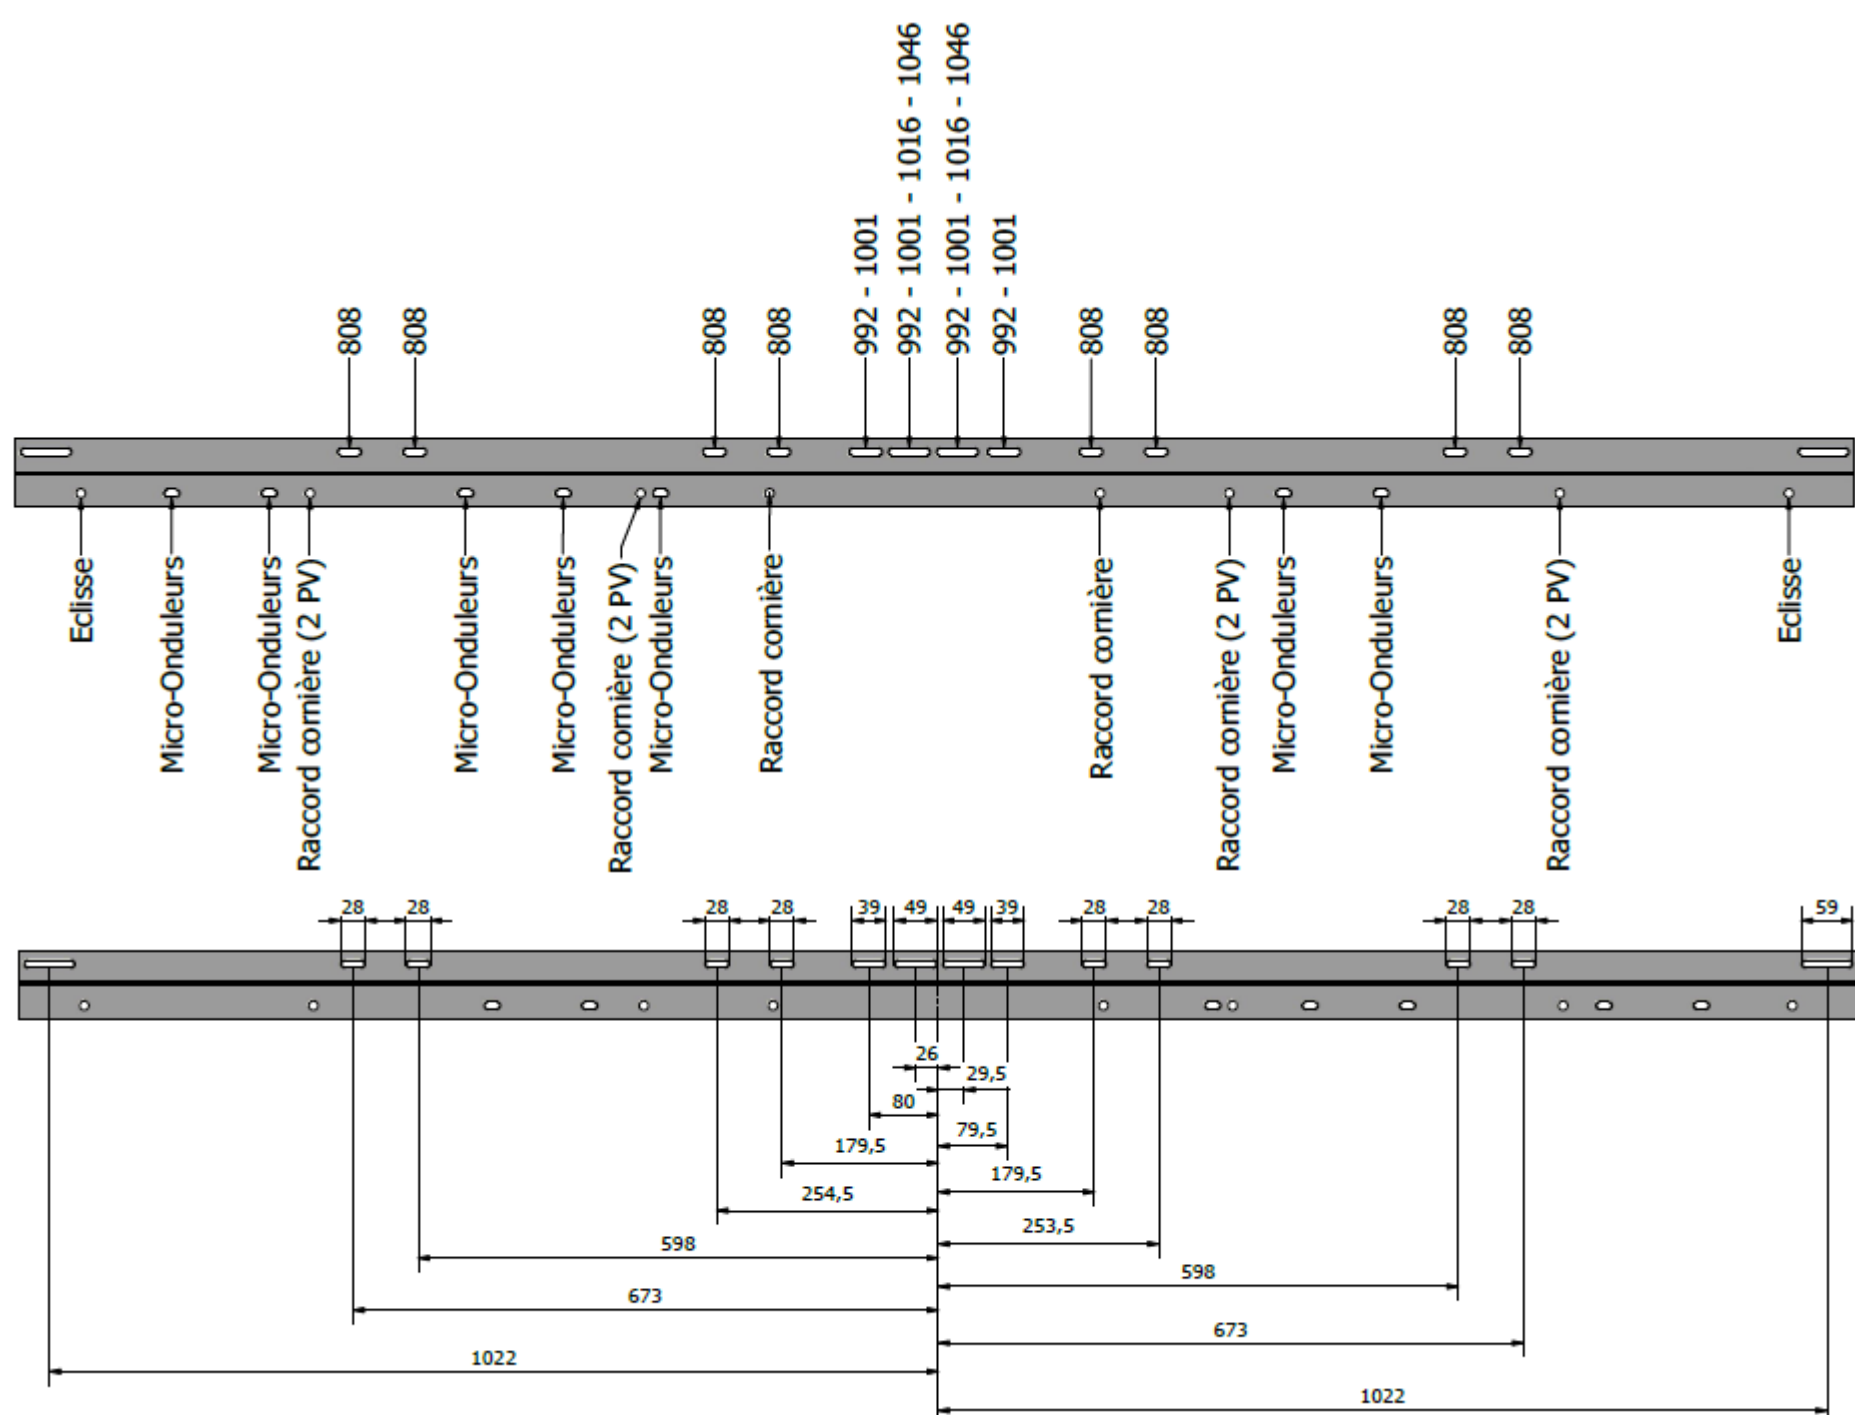 808
808
808
808
992 - 1001
992 - 1001 - 1016 - 1046
992 - 1001 - 1016 - 1046
992 - 1001
808
808
808
808
Eclisse
Micro-Onduleurs
Micro-Onduleurs
Raccord cornière (2 PV)
Micro-Onduleurs
Micro-Onduleurs
Raccord cornière (2 PV)
Micro-Onduleurs
Raccord cornière
Raccord cornière
Raccord cornière (2 PV)
Micro-Onduleurs
Micro-Onduleurs
Raccord cornière (2 PV)
Eclisse
28
28
28
28
39
49
49
39
28
28
28
28
59
26
29,5
80
79,5
179,5
179,5
254,5
253,5
598
598
673
673
1022
1022